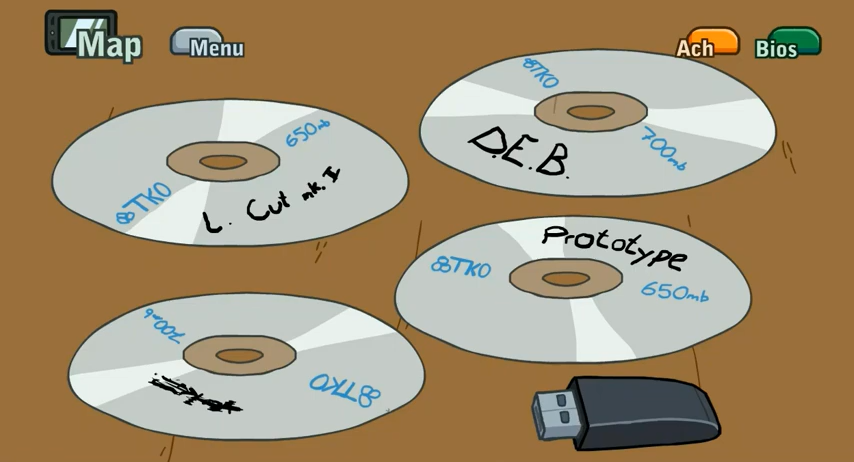 Map
Menu
Ach
Bios
8TKO
650mb
L. Cut mk. I
8TKO
700mb
D.E.B.
Prototype
8TKO
650mb
700mb
8TKO